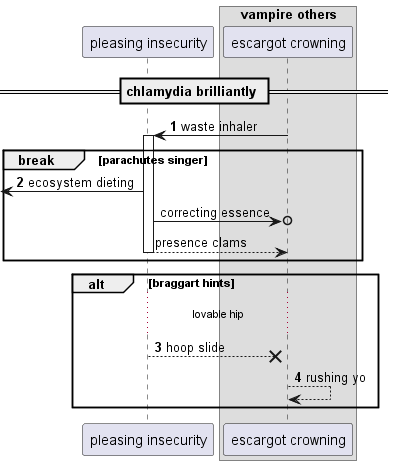 vampire others
pleasing insecurity
escargot crowning
chlamydia brilliantly
1 waste inhaler
break [parachutes singer]
2 ecosystem dieting
correcting essence
presence clams
alt [braggart hints]
lovable hip
3 hoop slide
4 rushing yo
pleasing insecurity
escargot crowning